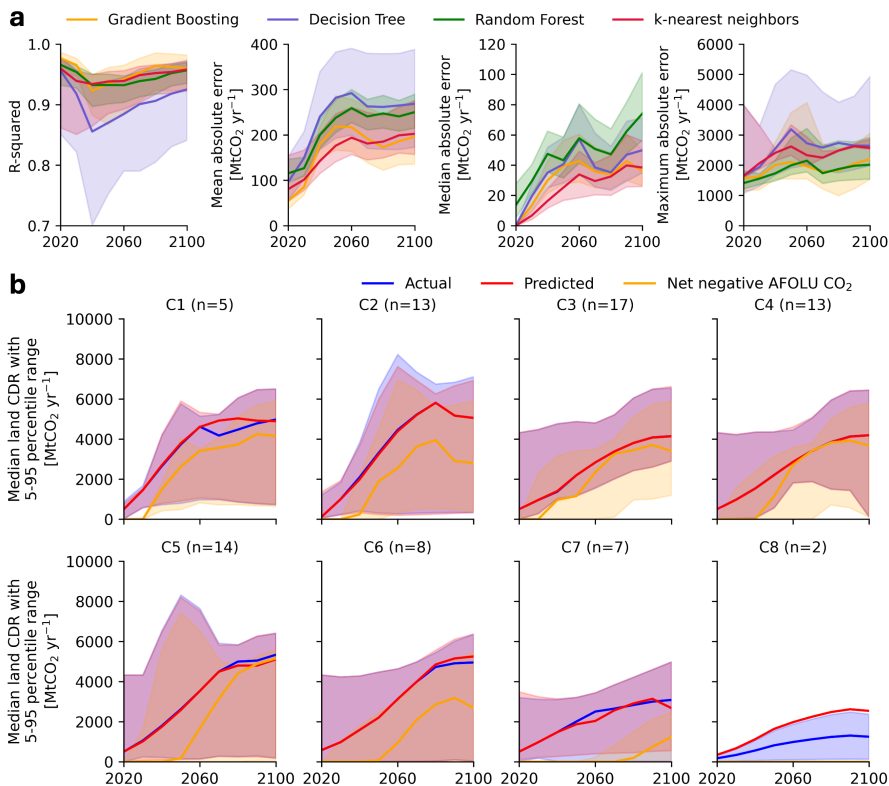 a
Gradient Boosting Decision Tree Random Forest k-nearest neighbors
R-squared
1.0
0.9
0.8
0.7
2020 2060 2100
Mean absolute error
[MtCO₂ yr⁻¹]
400
300
200
100
0
2020 2060 2100
Median absolute error
[MtCO₂ yr⁻¹]
120
100
80
60
40
20
0
2020 2060 2100
Maximum absolute error
[MtCO₂ yr⁻¹]
6000
5000
4000
3000
2000
1000
0
2020 2060 2100
b
Actual Predicted Net negative AFOLU CO₂
C1 (n=5) C2 (n=13) C3 (n=17) C4 (n=13)
Median land CDR with
5-95 percentile range
[MtCO₂ yr⁻¹]
10000
8000
6000
4000
2000
0
C5 (n=14) C6 (n=8) C7 (n=7) C8 (n=2)
Median land CDR with
5-95 percentile range
[MtCO₂ yr⁻¹]
10000
8000
6000
4000
2000
0
2020 2060 2100 2020 2060 2100 2020 2060 2100 2020 2060 2100